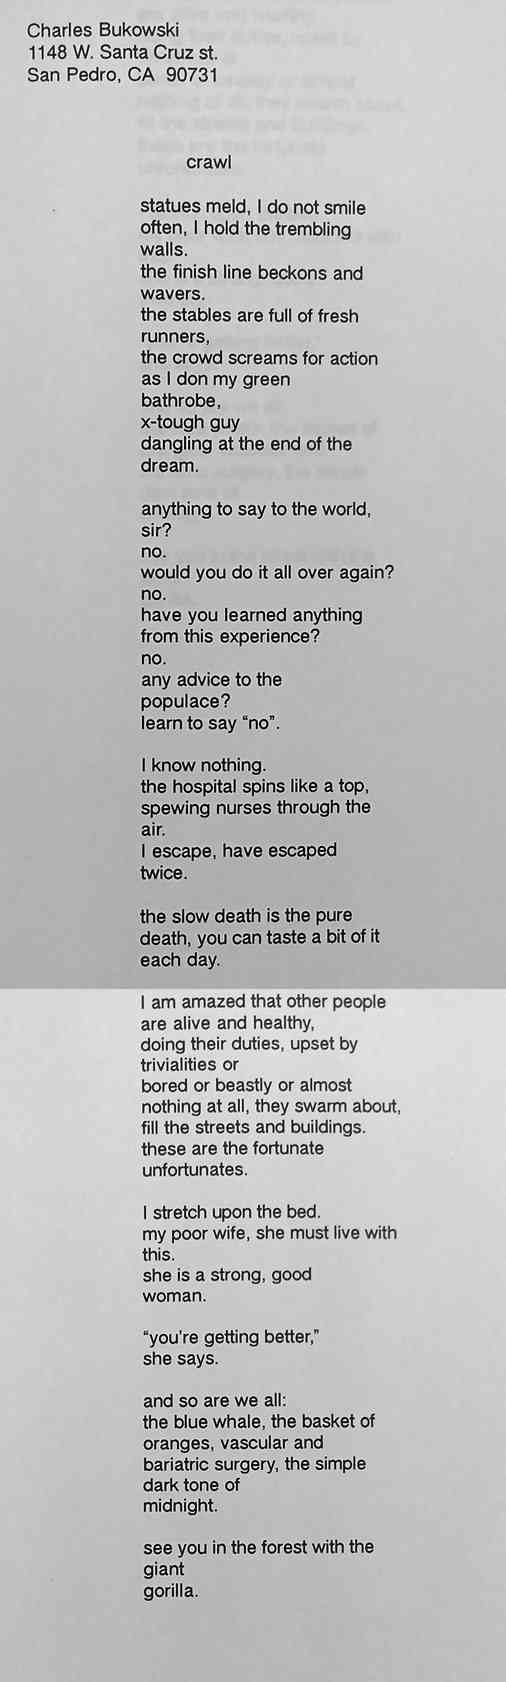 Charles Bukowski
1148 W. Santa Cruz st.
San Pedro, CA  90731
crawl
statues meld, I do not smile
often, I hold the trembling
walls.
the finish line beckons and
wavers.
the stables are full of fresh
runners,
the crowd screams for action
as I don my green
bathrobe,
x-tough guy
dangling at the end of the
dream.
anything to say to the world,
sir?
no.
would you do it all over again?
no.
have you learned anything
from this experience?
no.
any advice to the
populace?
learn to say “no”.
I know nothing.
the hospital spins like a top,
spewing nurses through the
air.
I escape, have escaped
twice.
the slow death is the pure
death, you can taste a bit of it
each day.
I am amazed that other people
are alive and healthy,
doing their duties, upset by
trivialities or
bored or beastly or almost
nothing at all, they swarm about,
fill the streets and buildings.
these are the fortunate
unfortunates.
I stretch upon the bed.
my poor wife, she must live with
this.
she is a strong, good
woman.
“you’re getting better,”
she says.
and so are we all:
the blue whale, the basket of
oranges, vascular and
bariatric surgery, the simple
dark tone of
midnight.
see you in the forest with the
giant
gorilla.